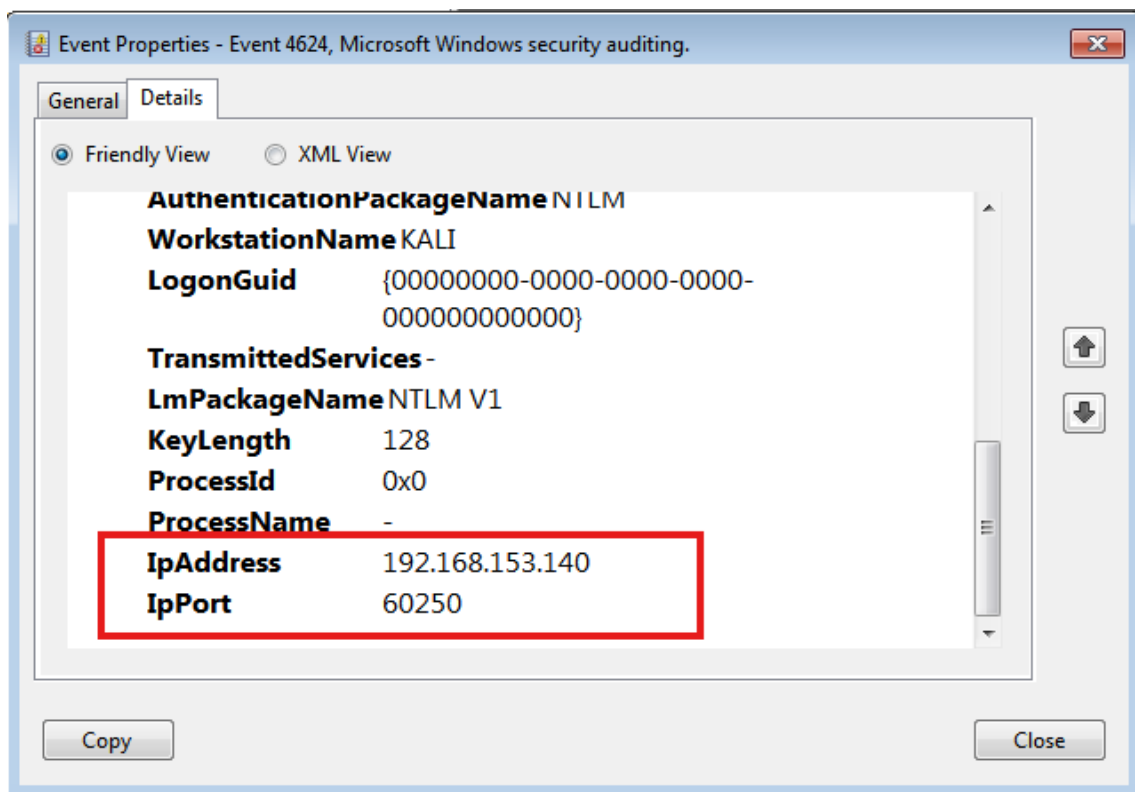 Event Properties - Event 4624, Microsoft Windows security auditing.
General Details
Friendly View XML View
AuthenticationPackageName NTLM
WorkstationName KALI
LogonGuid {00000000-0000-0000-0000-
000000000000}
TransmittedServices -
LmPackageName NTLM V1
KeyLength 128
ProcessId 0x0
ProcessName -
IpAddress 192.168.153.140
IpPort 60250
Copy Close